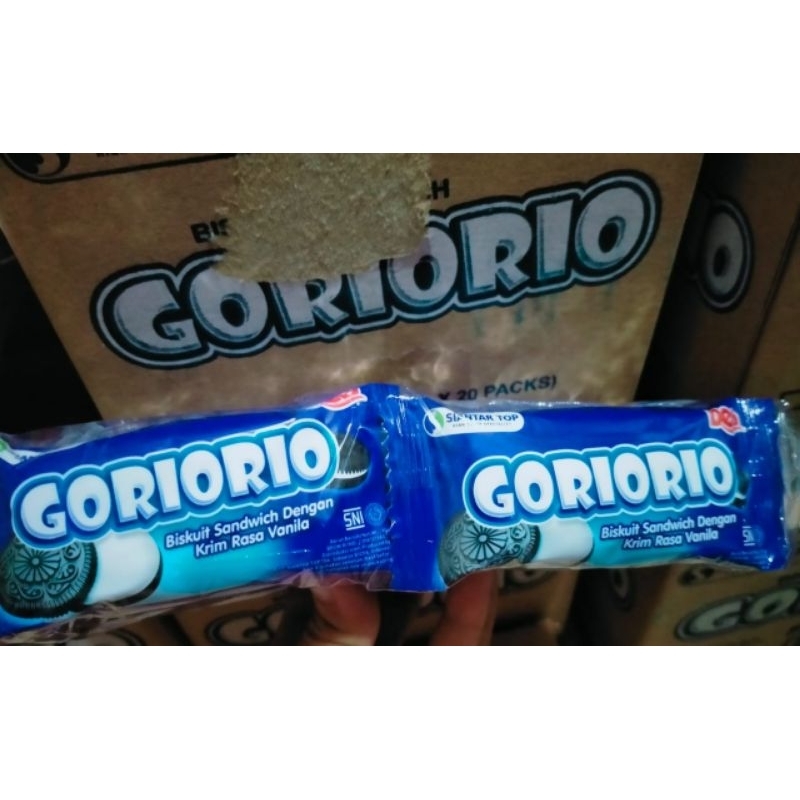 GORIORIO
X 20 PACKS)
GORIORIO
Biskuit Sandwich Dengan
Krim Rasa Vanila
SNI
SIANTAR TOP
GORIORIO
Biskuit Sandwich Dengan
Krim Rasa Vanila
GO